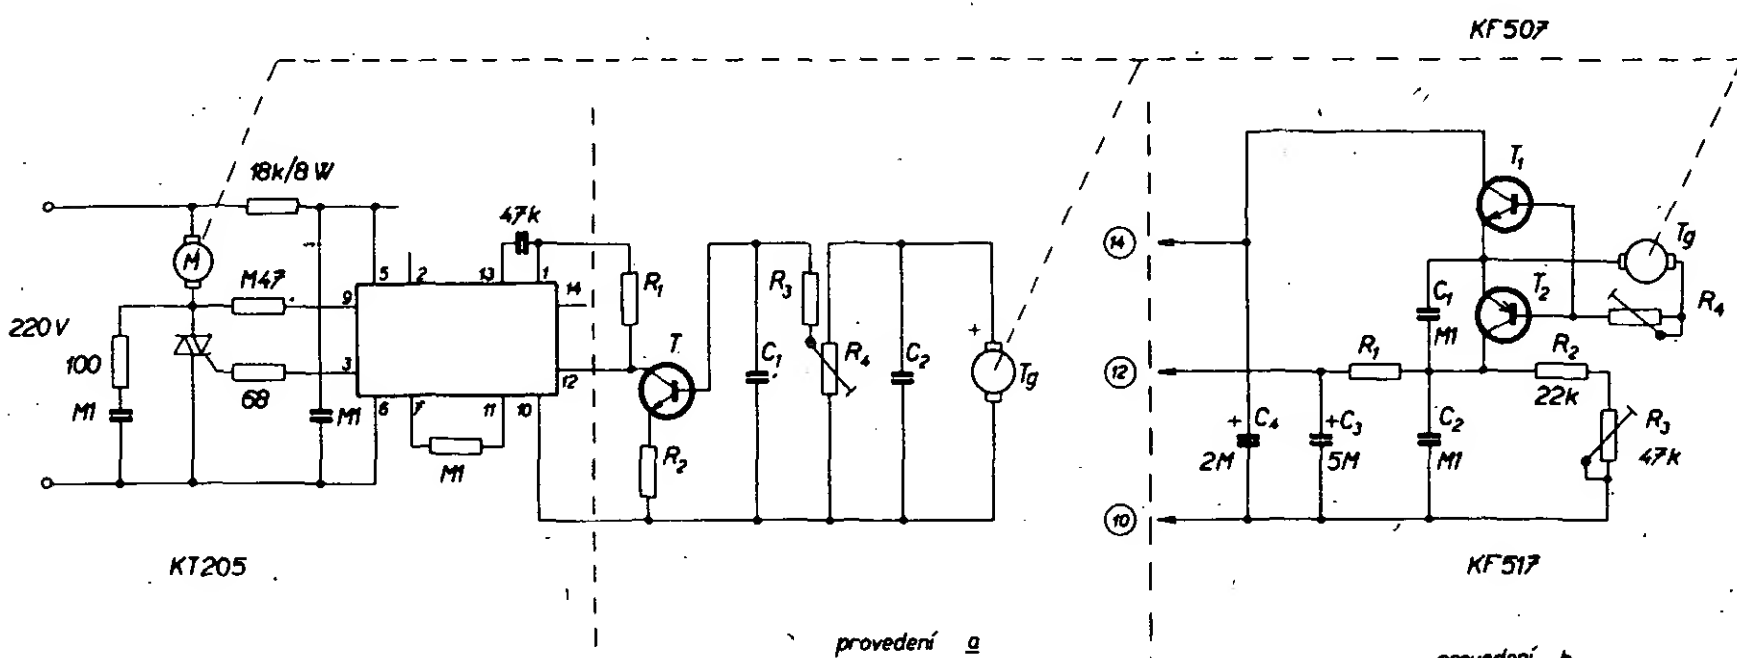 KF507
18k/8W
47k
T₁
14
Tg
M
M47
5
2
13
1
14
R₁
R₃
C₁
T₂
R₄
9
220V
100
68
3
12
T
C₁
R₄
C₂
+
Tg
M1
12
R₁
R₂
22k
M1
M1
6
7
11
10
M1
R₂
+ C₄
2M
+C₃
5M
C₂
M1
R₃
47k
10
KT205
KF517
provedení a